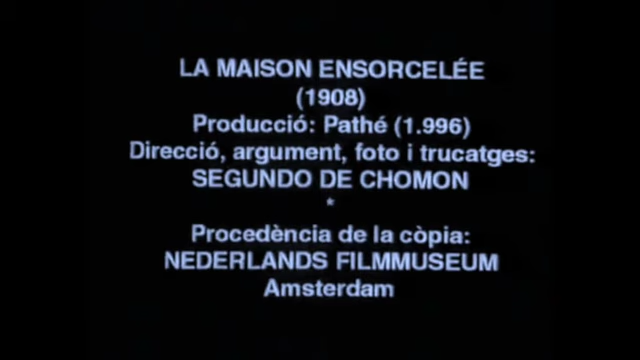 LA MAISON ENSORCELÉE
(1908)
Producció: Pathé (1.996)
Direcció, argument, foto i trucatges:
SEGUNDO DE CHOMON
*
Procedència de la còpia:
NEDERLANDS FILMMUSEUM
Amsterdam